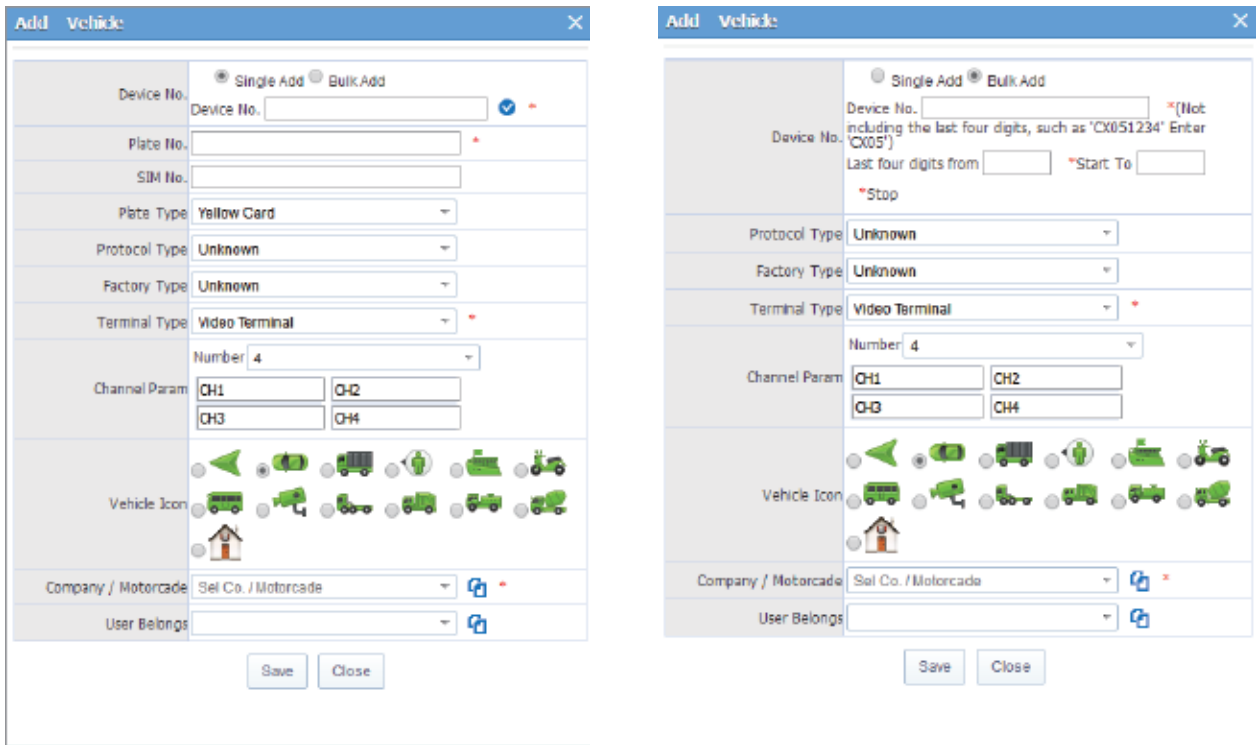 Add Vehicle
Single Add Bulk Add
Device No.
Device No. *
Plate No. *
SIM No.
Plate Type Yellow Card
Protocol Type Unknown
Factory Type Unknown
Terminal Type Video Terminal *
Number 4
Channel Param CH1 CH2
CH3 CH4
Vehicle Icon
Company / Motorcade Sel Co. / Motorcade *
User Belongs
Save Close
Add Vehicle
Single Add Bulk Add
Device No. *(Not
including the last four digits, such as 'CX051234' Enter
Device No. 'CX05')
Last four digits from *Start To
*Stop
Protocol Type Unknown
Factory Type Unknown
Terminal Type Video Terminal *
Number 4
Channel Param CH1 CH2
CH3 CH4
Vehicle Icon
Company / Motorcade Sel Co. / Motorcade *
User Belongs
Save Close